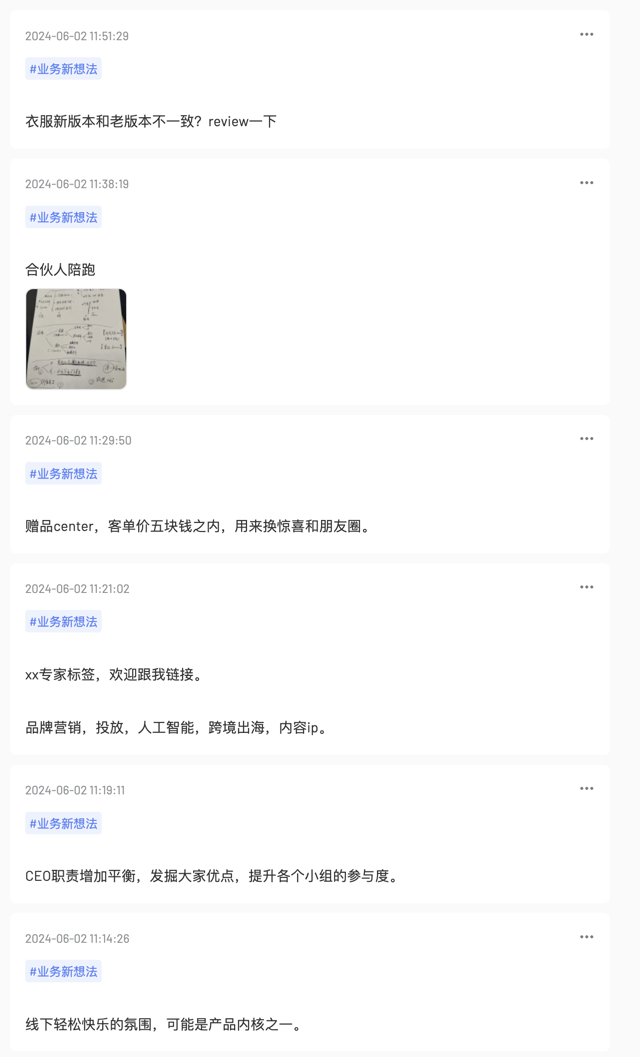 2024-06-02 11:51:29
#业务新想法
衣服新版本和老版本不一致？review一下
2024-06-02 11:38:19
#业务新想法
合伙人陪跑
2024-06-02 11:29:50
#业务新想法
赠品center，客单价五块钱之内，用来换惊喜和朋友圈。
2024-06-02 11:21:02
#业务新想法
xx专家标签，欢迎跟我链接。
品牌营销，投放，人工智能，跨境出海，内容ip。
2024-06-02 11:19:11
#业务新想法
CEO职责增加平衡，发掘大家优点，提升各个小组的参与度。
2024-06-02 11:14:26
#业务新想法
线下轻松快乐的氛围，可能是产品内核之一。